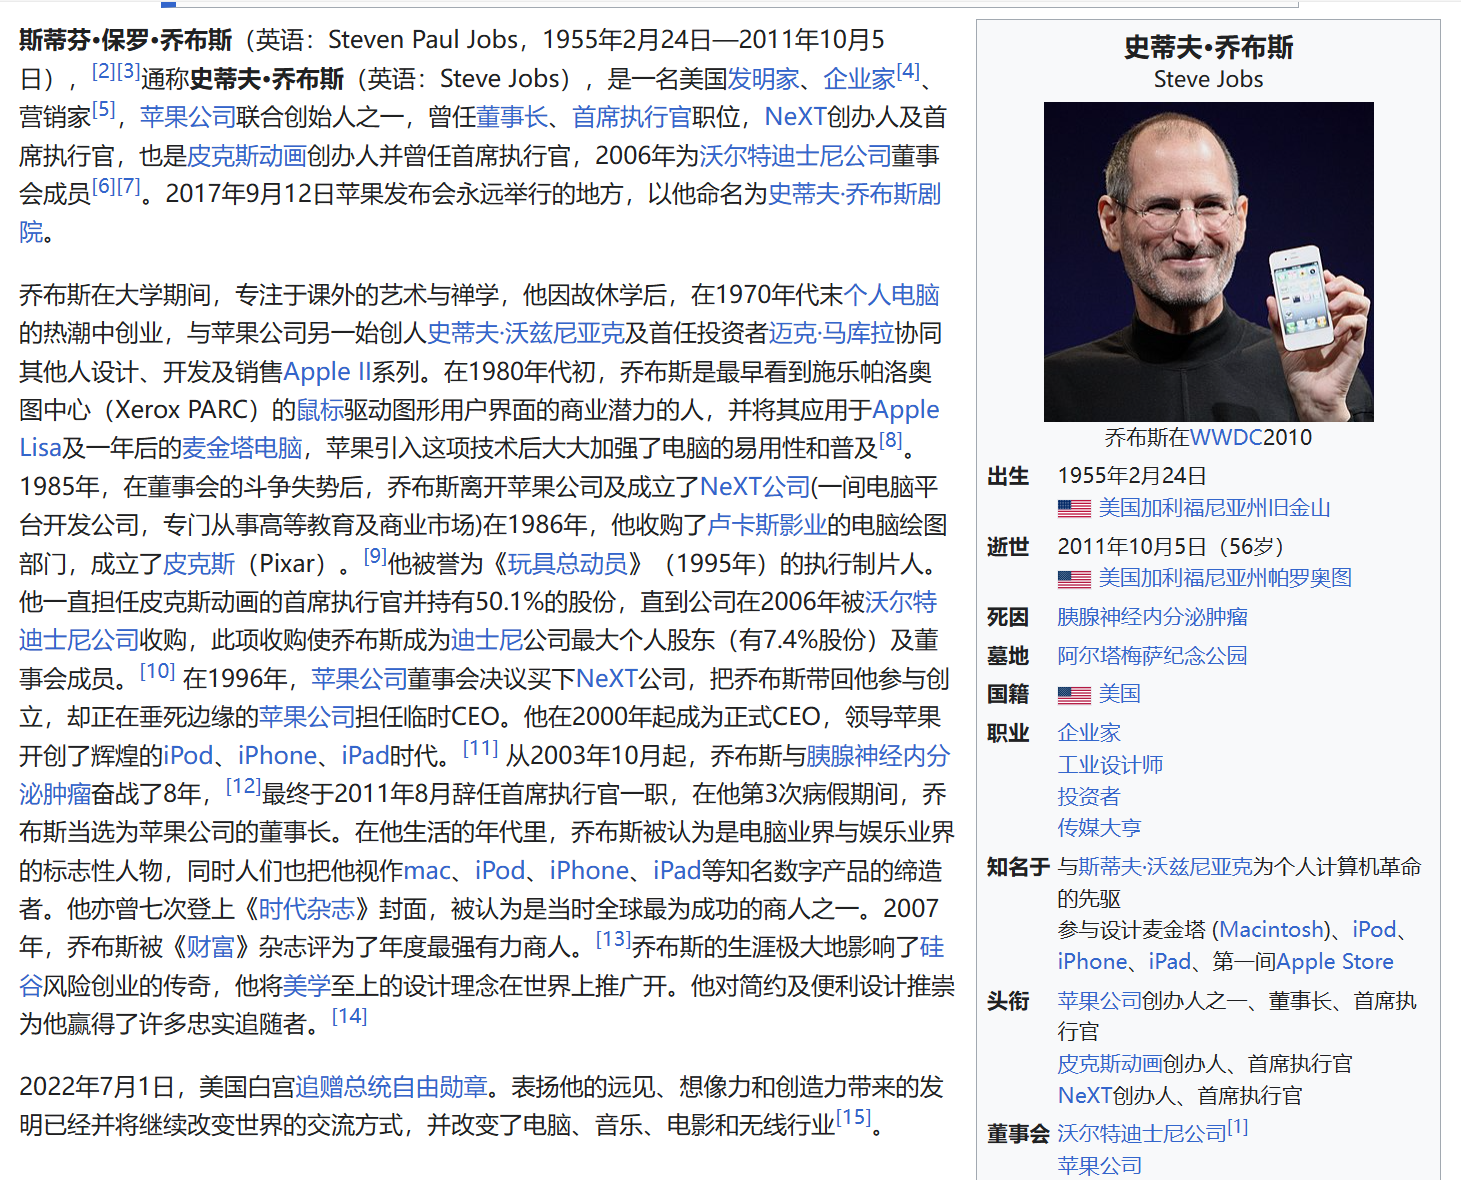 斯蒂芬•保罗•乔布斯（英语：Steven Paul Jobs，1955年2月24日—2011年10月5
日），[2][3]通称史蒂夫•乔布斯（英语：Steve Jobs），是一名美国发明家、企业家[4]、
营销家[5]，苹果公司联合创始人之一，曾任董事长、首席执行官职位，NeXT创办人及首
席执行官，也是皮克斯动画创办人并曾任首席执行官，2006年为沃尔特迪士尼公司董事
会成员[6][7]。2017年9月12日苹果发布会永远举行的地方，以他命名为史蒂夫·乔布斯剧
院。
乔布斯在大学期间，专注于课外的艺术与禅学，他因故休学后，在1970年代末个人电脑
的热潮中创业，与苹果公司另一始创人史蒂夫·沃兹尼亚克及首任投资者迈克·马库拉协同
其他人设计、开发及销售Apple II系列。在1980年代初，乔布斯是最早看到施乐帕洛奥
图中心（Xerox PARC）的鼠标驱动图形用户界面的商业潜力的人，并将其应用于Apple
Lisa及一年后的麦金塔电脑，苹果引入这项技术后大大加强了电脑的易用性和普及[8]。
1985年，在董事会的斗争失势后，乔布斯离开苹果公司及成立了NeXT公司(一间电脑平
台开发公司，专门从事高等教育及商业市场)在1986年，他收购了卢卡斯影业的电脑绘图
部门，成立了皮克斯（Pixar）。[9]他被誉为《玩具总动员》（1995年）的执行制片人。
他一直担任皮克斯动画的首席执行官并持有50.1%的股份，直到公司在2006年被沃尔特
迪士尼公司收购，此项收购使乔布斯成为迪士尼公司最大个人股东（有7.4%股份）及董
事会成员。[10] 在1996年，苹果公司董事会决议买下NeXT公司，把乔布斯带回他参与创
立，却正在垂死边缘的苹果公司担任临时CEO。他在2000年起成为正式CEO，领导苹果
开创了辉煌的iPod、iPhone、iPad时代。[11] 从2003年10月起，乔布斯与胰腺神经内分
泌肿瘤奋战了8年，[12]最终于2011年8月辞任首席执行官一职，在他第3次病假期间，乔
布斯当选为苹果公司的董事长。在他生活的年代里，乔布斯被认为是电脑业界与娱乐业界
的标志性人物，同时人们也把他视作mac、iPod、iPhone、iPad等知名数字产品的缔造
者。他亦曾七次登上《时代杂志》封面，被认为是当时全球最为成功的商人之一。2007
年，乔布斯被《财富》杂志评为了年度最强有力商人。[13]乔布斯的生涯极大地影响了硅
谷风险创业的传奇，他将美学至上的设计理念在世界上推广开。他对简约及便利设计推崇
为他赢得了许多忠实追随者。[14]
2022年7月1日，美国白宫追赠总统自由勋章。表扬他的远见、想像力和创造力带来的发
明已经并将继续改变世界的交流方式，并改变了电脑、音乐、电影和无线行业[15]。
史蒂夫•乔布斯
Steve Jobs
乔布斯在WWDC2010
出生 1955年2月24日
美国加利福尼亚州旧金山
逝世 2011年10月5日（56岁）
美国加利福尼亚州帕罗奥图
死因 胰腺神经内分泌肿瘤
墓地 阿尔塔梅萨纪念公园
国籍 美国
职业 企业家
工业设计师
投资者
传媒大亨
知名于 与斯蒂夫·沃兹尼亚克为个人计算机革命
的先驱
参与设计麦金塔 (Macintosh)、iPod、
iPhone、iPad、第一间Apple Store
头衔 苹果公司创办人之一、董事长、首席执
行官
皮克斯动画创办人、首席执行官
NeXT创办人、首席执行官
董事会 沃尔特迪士尼公司[1]
苹果公司